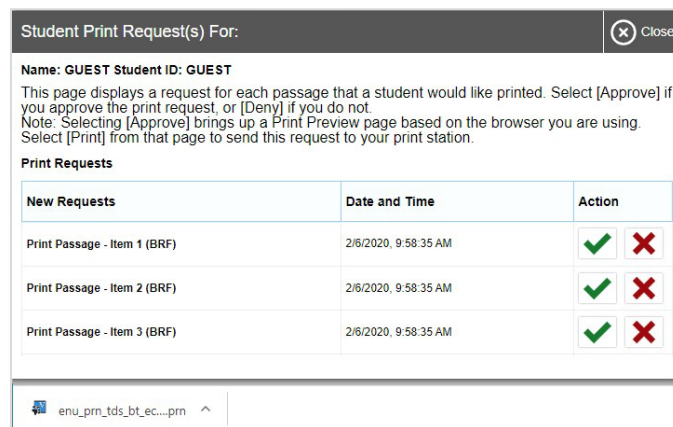 Student Print Request(s) For:
Close
Name: GUEST Student ID: GUEST
This page displays a request for each passage that a student would like printed. Select [Approve] if
you approve the print request, or [Deny] if you do not.
Note: Selecting [Approve] brings up a Print Preview page based on the browser you are using.
Select [Print] from that page to send this request to your print station.
Print Requests
New Requests Date and Time Action
Print Passage - Item 1 (BRF) 2/6/2020, 9:58:35 AM
Print Passage - Item 2 (BRF) 2/6/2020, 9:58:35 AM
Print Passage - Item 3 (BRF) 2/6/2020, 9:58:35 AM
enu_prn_tds_bt_ec....prn